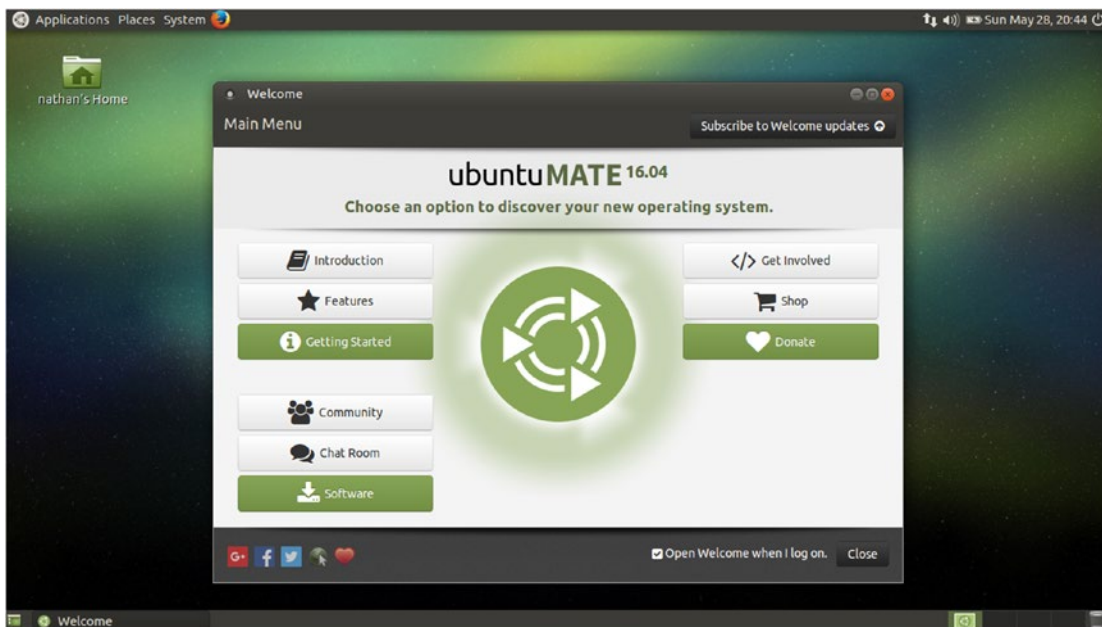 Applications Places System Sun May 28, 20:44
nathan's Home
Welcome
Main Menu Subscribe to Welcome updates
ubuntuMATE 16.04
Choose an option to discover your new operating system.
Introduction
Features
Getting Started
Community
Chat Room
Software
Get Involved
Shop
Donate
G+ f
Open Welcome when I log on. Close
Welcome